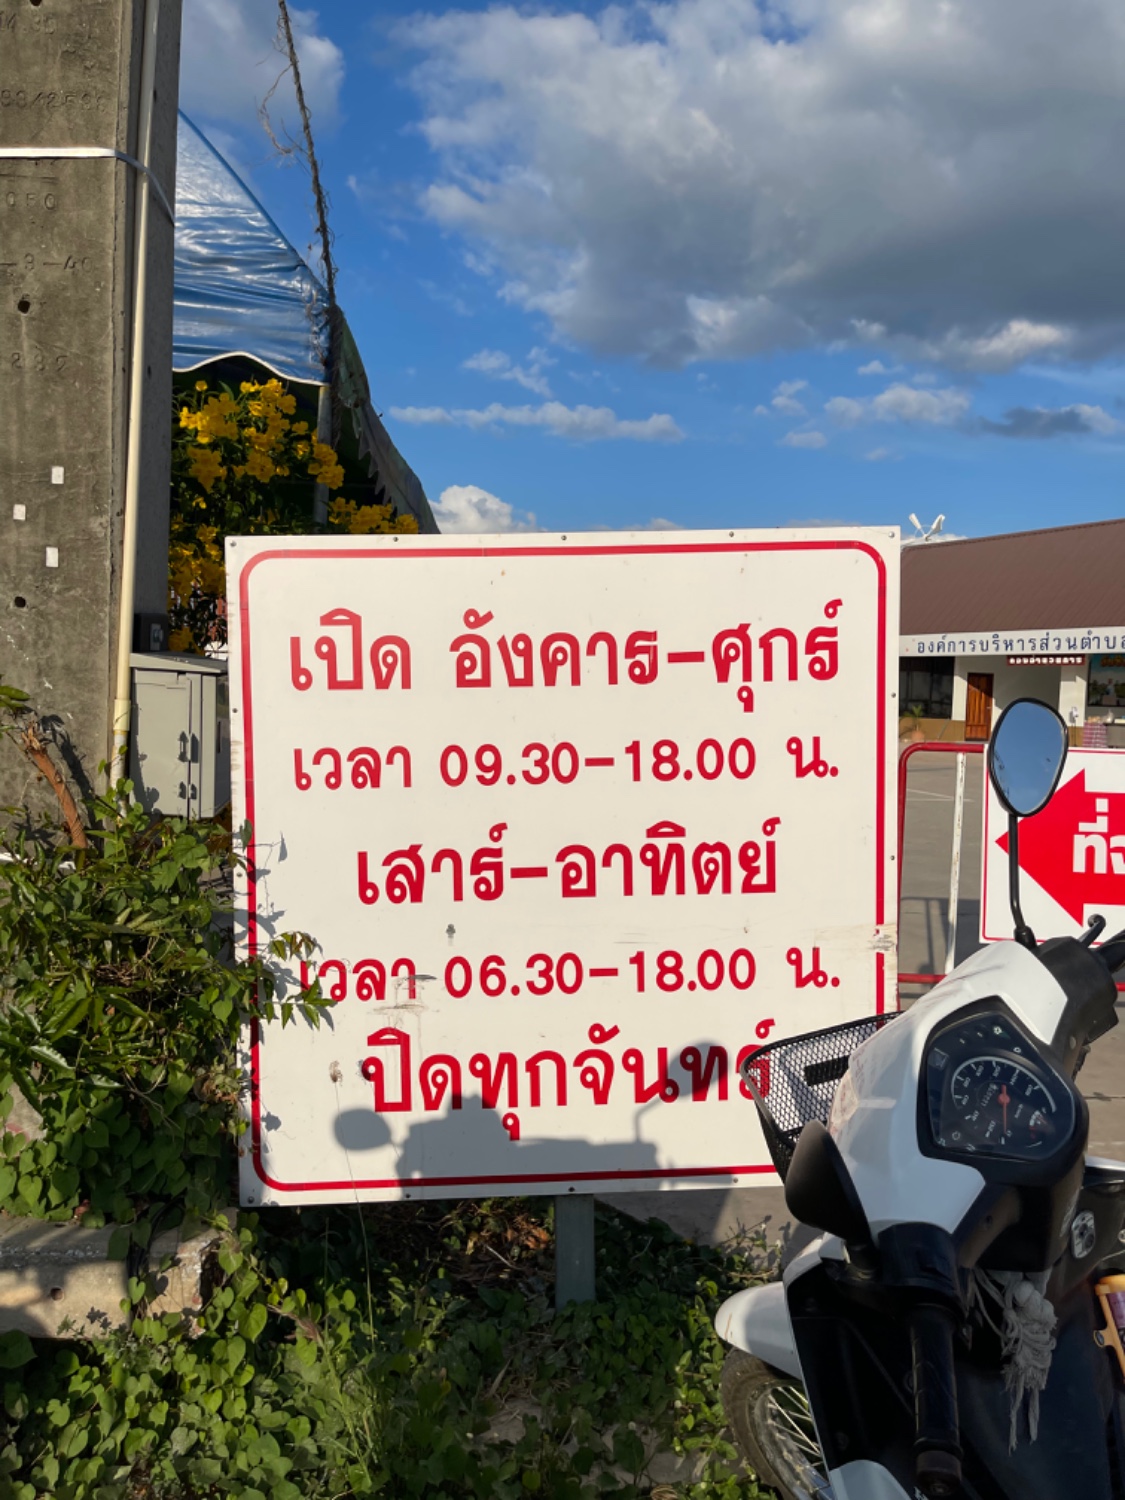 เปิด อังคาร-ศุกร์
เวลา 09.30-18.00 น.
เสาร์-อาทิตย์
เวลา 06.30-18.00 น.
ปิดทุกจันทร์
องค์การบริหารส่วนตำบล